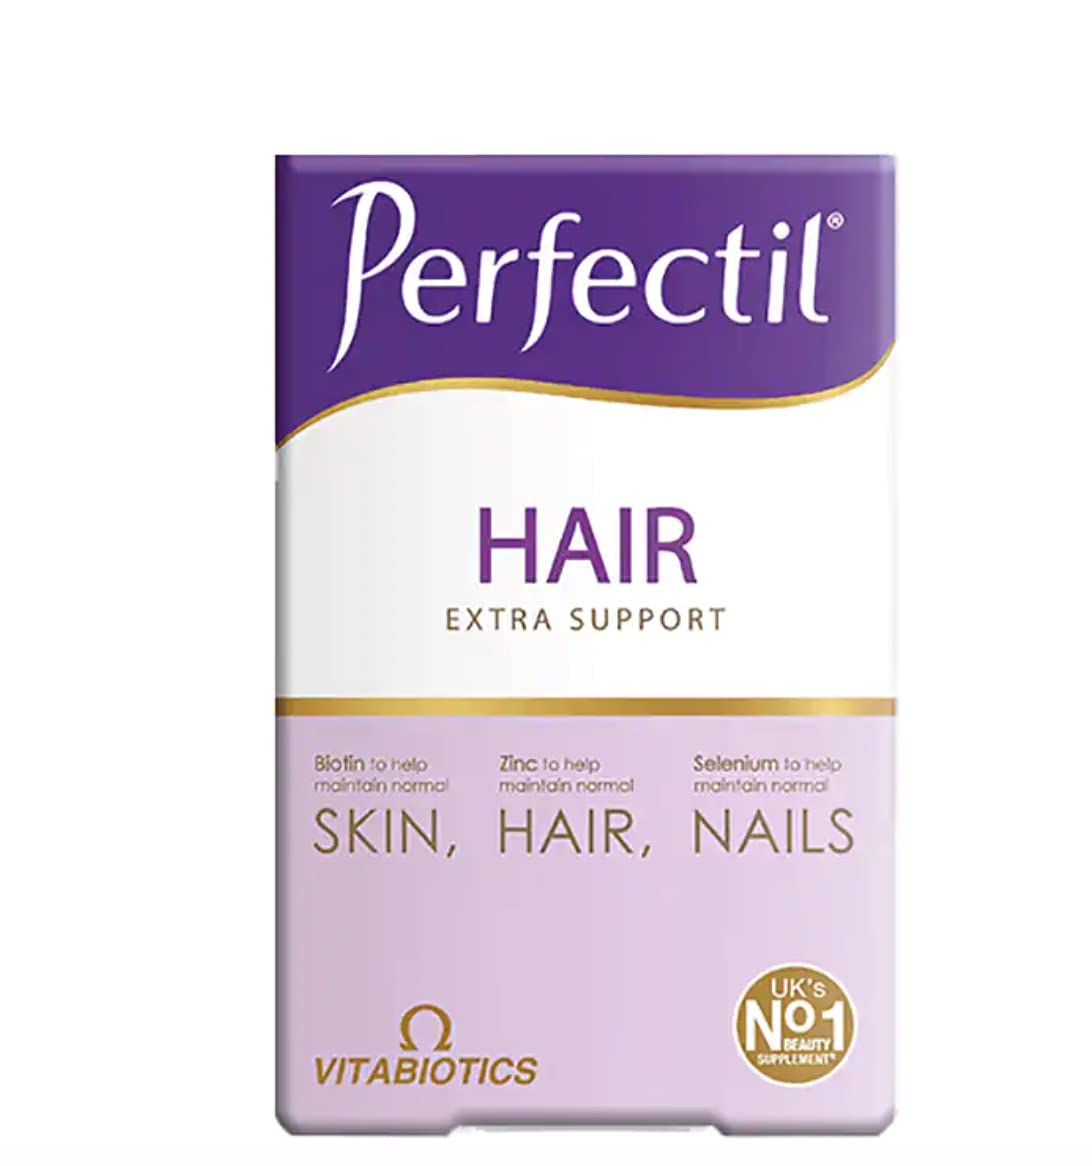 Perfectil®
HAIR
EXTRA SUPPORT
Biotin to help
maintain normal
SKIN,
Zinc to help
maintain normal
HAIR,
Selenium to help
maintain normal
NAILS
Ω
VITABIOTICS
UK's
No1
BEAUTY
SUPPLEMENT*